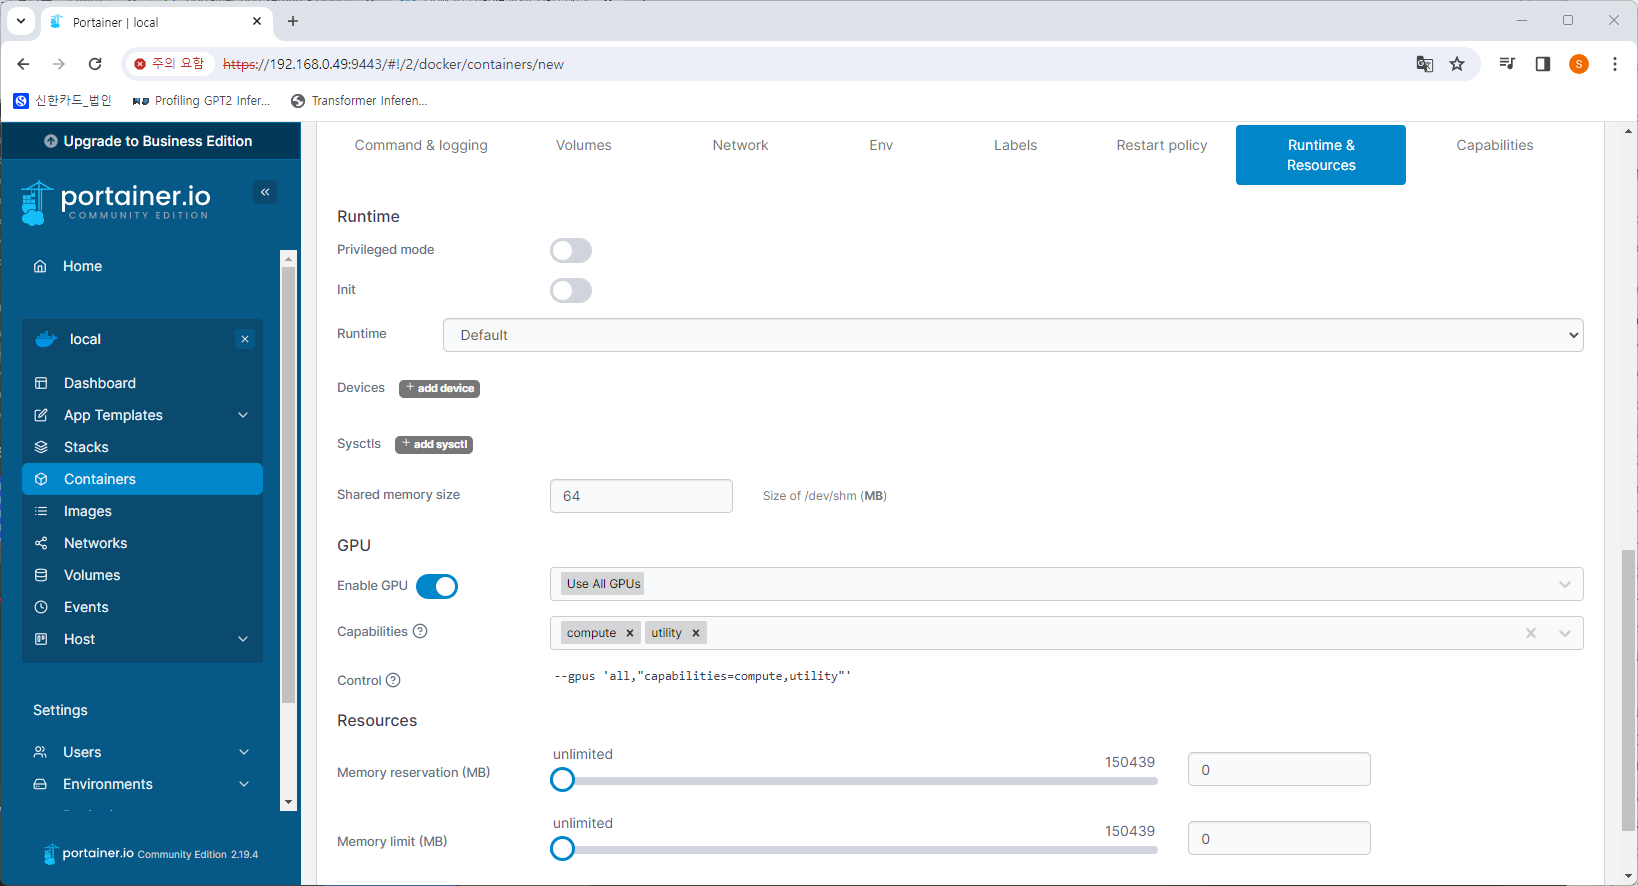 Portainer | local
주의 요함 https://192.168.0.49:9443/#!/2/docker/containers/new
S
신한카드_법인 Profiling GPT2 Infer... Transformer Inferen...
Upgrade to Business Edition
portainer.io
COMMUNITY EDITION
Home
local
Dashboard
App Templates
Stacks
Containers
Images
Networks
Volumes
Events
Host
Settings
Users
Environments
portainer.io Community Edition 2.19.4
Command & logging Volumes Network Env Labels Restart policy Runtime & Resources Capabilities
Runtime
Privileged mode
Init
Runtime Default
Devices + add device
Sysctls + add sysctl
Shared memory size 64 Size of /dev/shm (MB)
GPU
Enable GPU Use All GPUs
Capabilities ? compute x utility x
Control ? --gpus 'all,"capabilities=compute,utility"'
Resources
unlimited
Memory reservation (MB) 150439 0
unlimited
Memory limit (MB) 150439 0